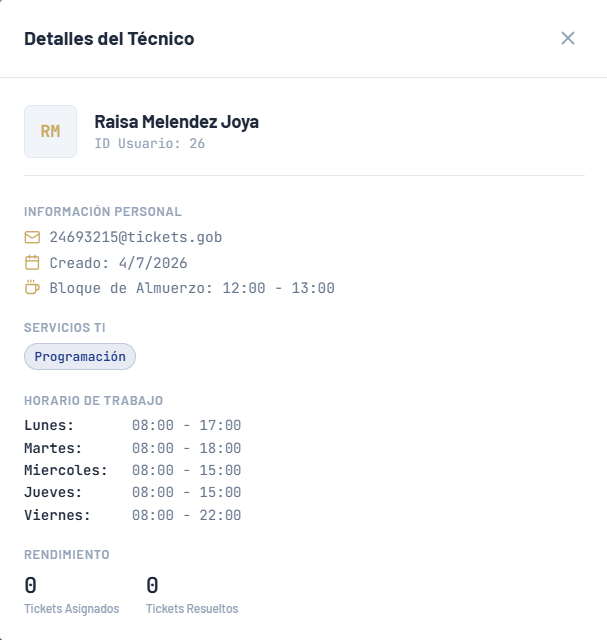 Detalles del Técnico
RM
Raisa Melendez Joya
ID Usuario: 26
INFORMACIÓN PERSONAL
24693215@tickets.gob
Creado: 4/7/2026
Bloque de Almuerzo: 12:00 - 13:00
SERVICIOS TI
Programación
HORARIO DE TRABAJO
Lunes: 08:00 - 17:00
Martes: 08:00 - 18:00
Miercoles: 08:00 - 15:00
Jueves: 08:00 - 15:00
Viernes: 08:00 - 22:00
RENDIMIENTO
0 0
Tickets Asignados Tickets Resueltos